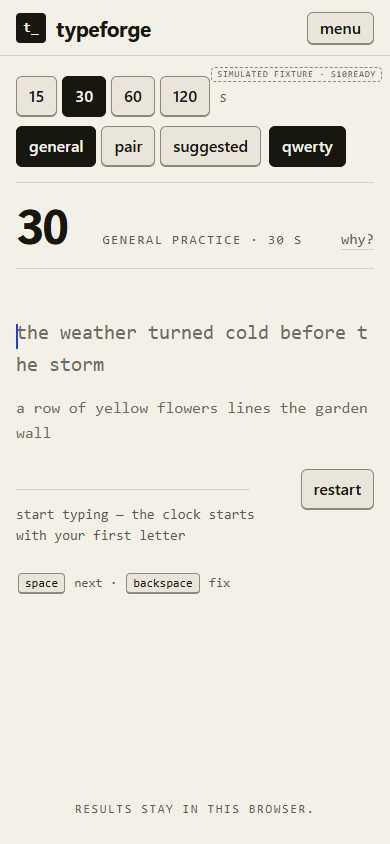 t_ typeforge menu
SIMULATED FIXTURE · S10READY
15 30 60 120 S
general pair suggested qwerty
30 GENERAL PRACTICE · 30 S why?
the weather turned cold before t
he storm
a row of yellow flowers lines the garden
wall
restart
start typing — the clock starts
with your first letter
space next · backspace fix
RESULTS STAY IN THIS BROWSER.